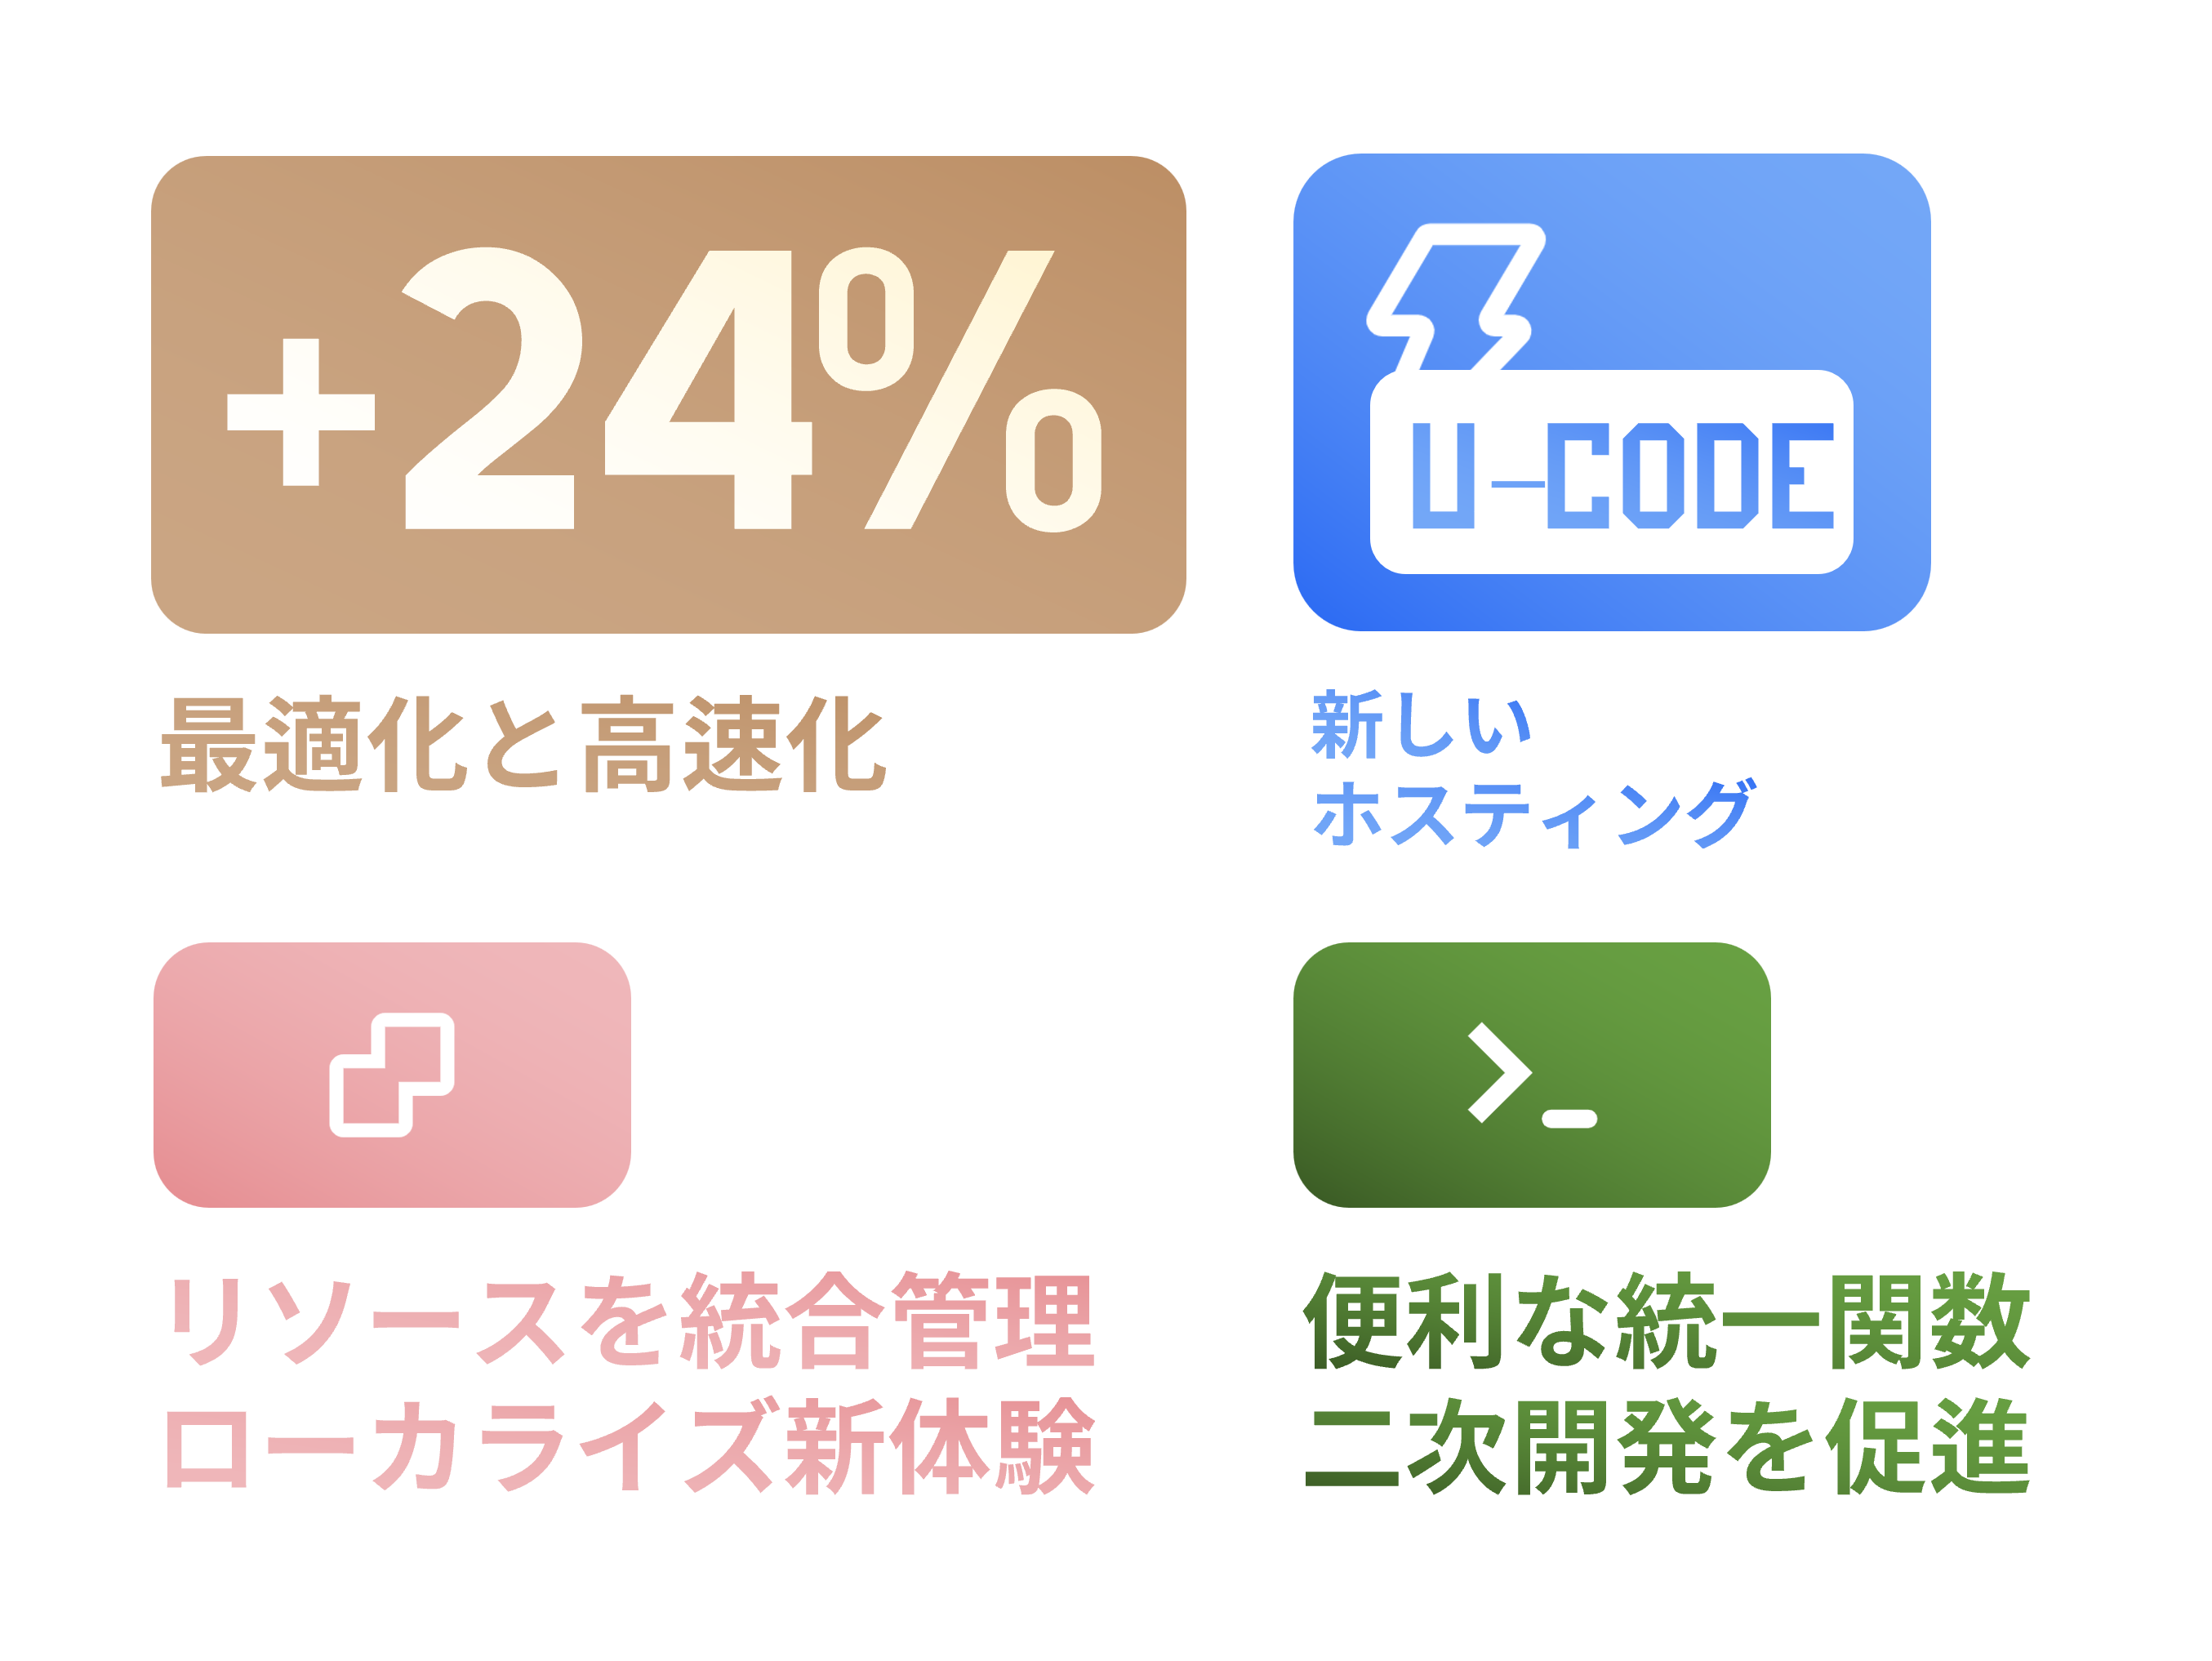 +24%
最適化と高速化
U-CODE
新しい
ホスティング
リソースを統合管理
ローカライズ新体験
>_
便利な統一関数
二次開発を促進